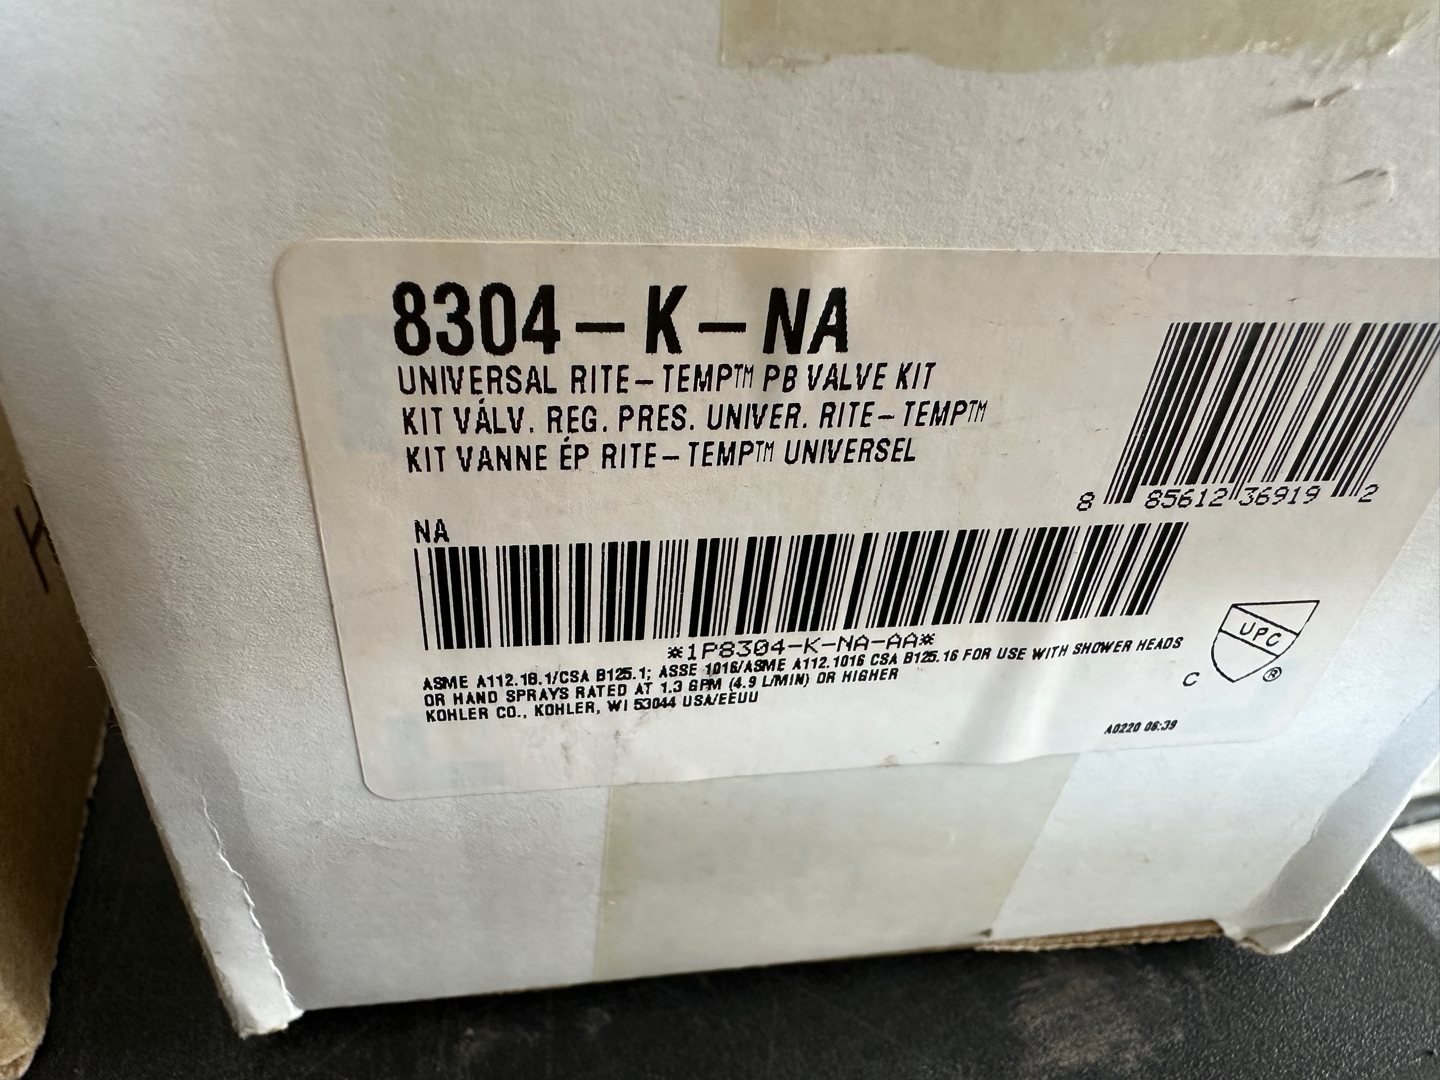 8304-K-NA
UNIVERSAL RITE-TEMP™ PB VALVE KIT
KIT VÁLV. REG. PRES. UNIVER. RITE-TEMP™
KIT VANNE ÉP RITE-TEMP™ UNIVERSEL
8 85612 36919 2
NA
*1P8304-K-NA-AA*
ASME A112.18.1/CSA B125.1; ASSE 1016/ASME A112.1016 CSA B125.16 FOR USE WITH SHOWER HEADS
OR HAND SPRAYS RATED AT 1.3 GPM (4.9 L/MIN) OR HIGHER
KOHLER CO., KOHLER, WI 53044 USA/EEUU
UPC
C ®
A0220 06:39